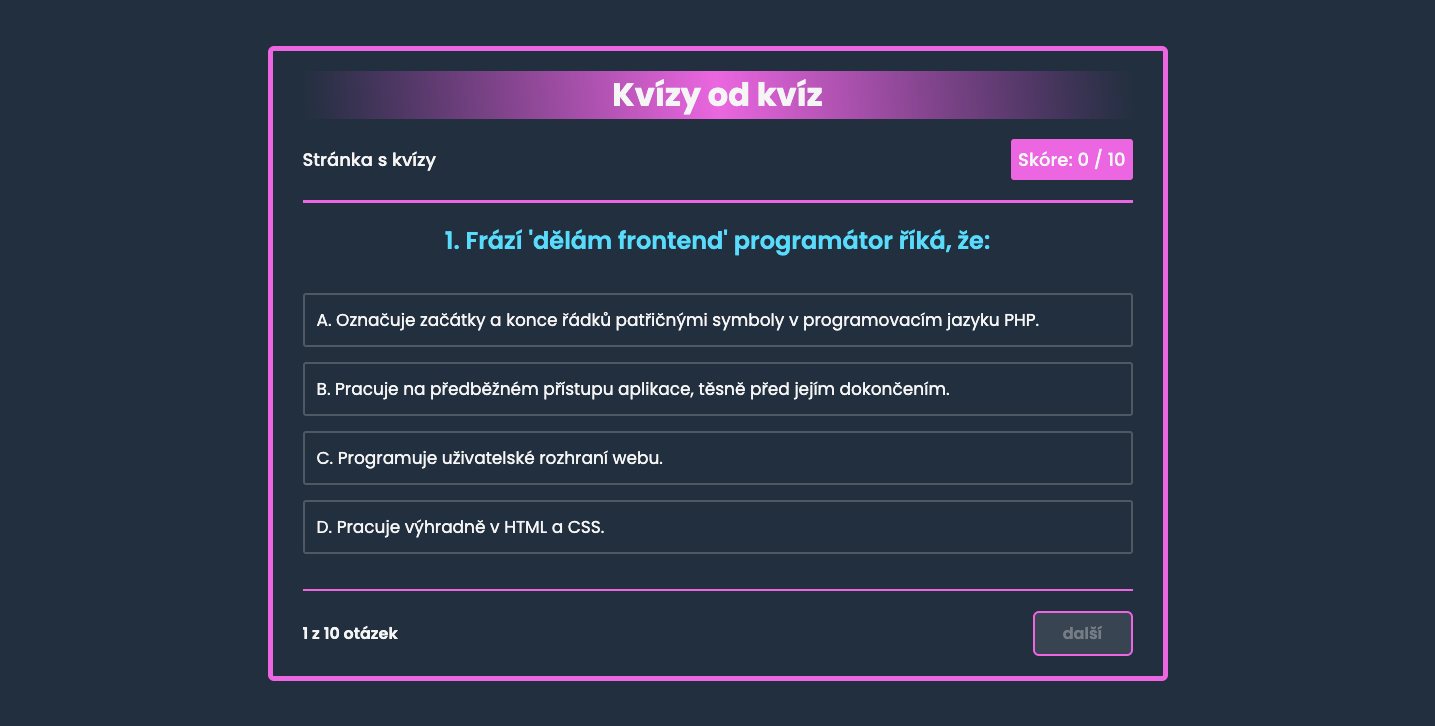 Kvízy od kvíz
Stránka s kvízy
Skóre: 0 / 10
1. Frází 'dělám frontend' programátor říká, že:
A. Označuje začátky a konce řádků patřičnými symboly v programovacím jazyku PHP.
B. Pracuje na předběžném přístupu aplikace, těsně před jejím dokončením.
C. Programuje uživatelské rozhraní webu.
D. Pracuje výhradně v HTML a CSS.
1 z 10 otázek
další